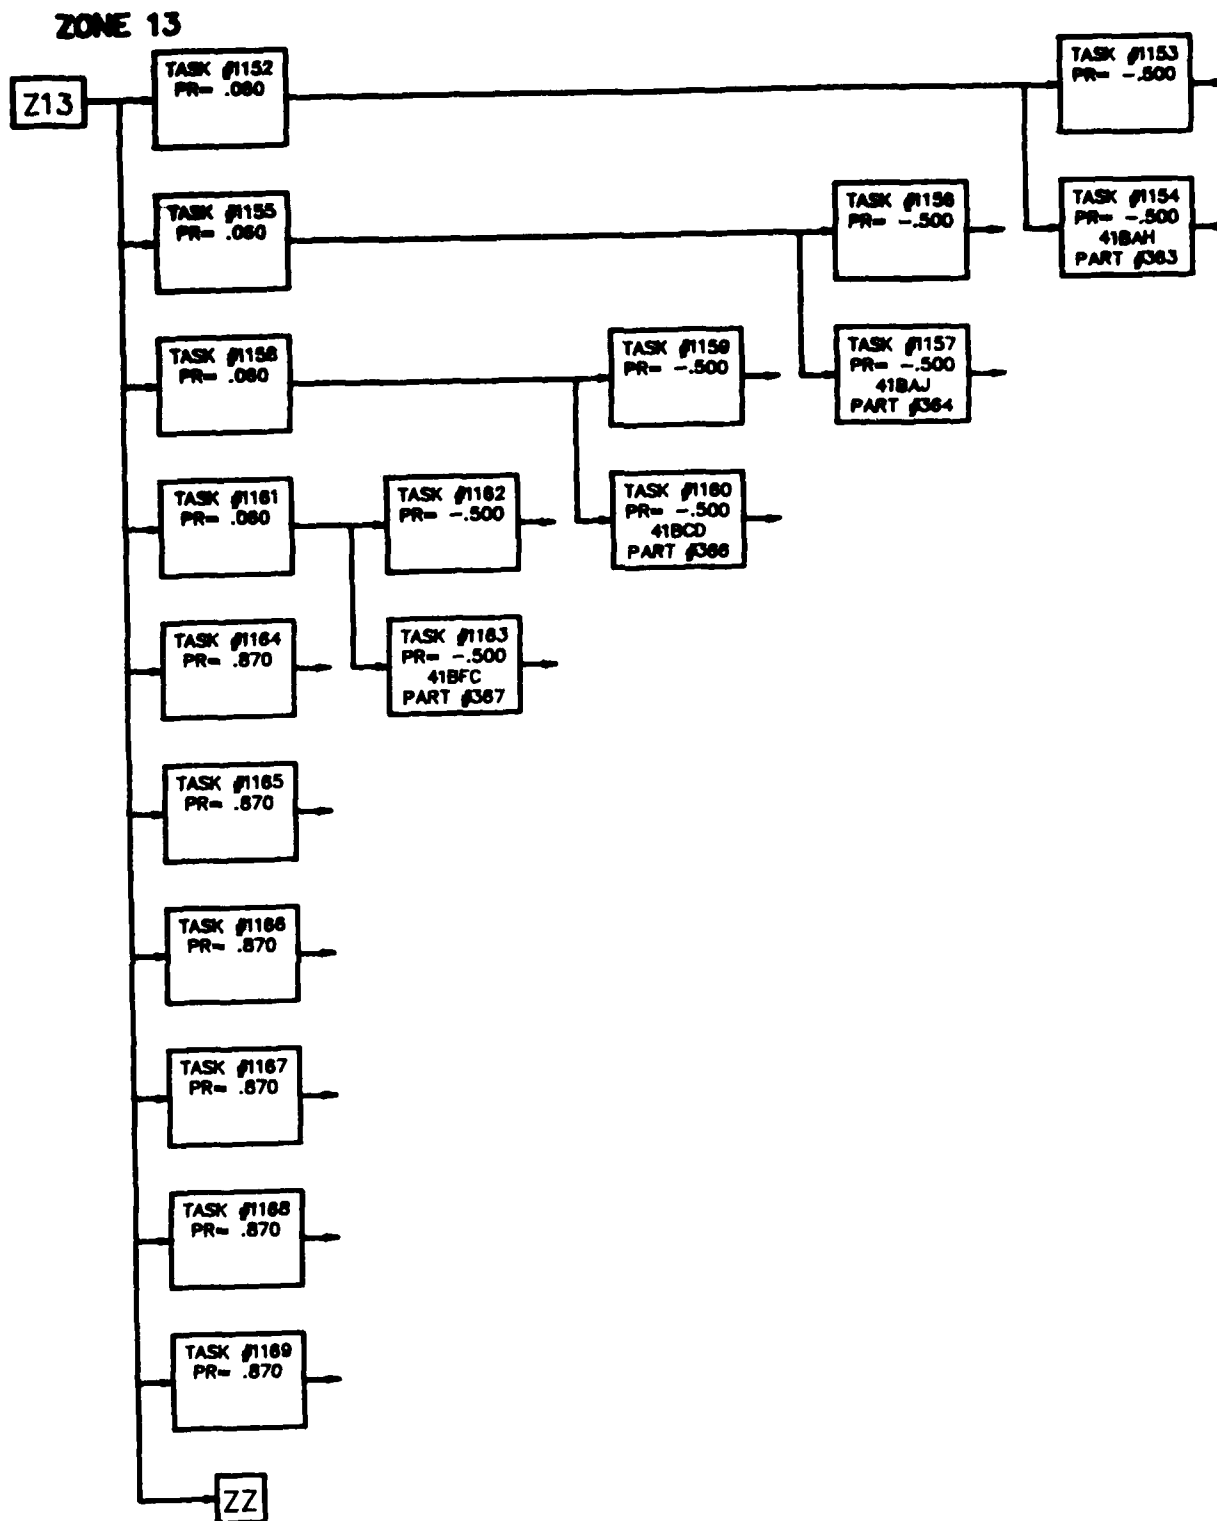 ZONE 13
Z13
TASK #1152
PR= .060
TASK #1153
PR= -.500
TASK #1155
PR= .060
TASK #1156
PR= -.500
TASK #1154
PR= -.500
41BAH
PART #363
TASK #1158
PR= .060
TASK #1159
PR= -.500
TASK #1157
PR= -.500
41BAJ
PART #364
TASK #1161
PR= .060
TASK #1162
PR= -.500
TASK #1160
PR= -.500
41BCD
PART #366
TASK #1164
PR= .870
TASK #1163
PR= -.500
41BFC
PART #367
TASK #1165
PR= .870
TASK #1166
PR= .870
TASK #1167
PR= .870
TASK #1168
PR= .870
TASK #1169
PR= .870
ZZ